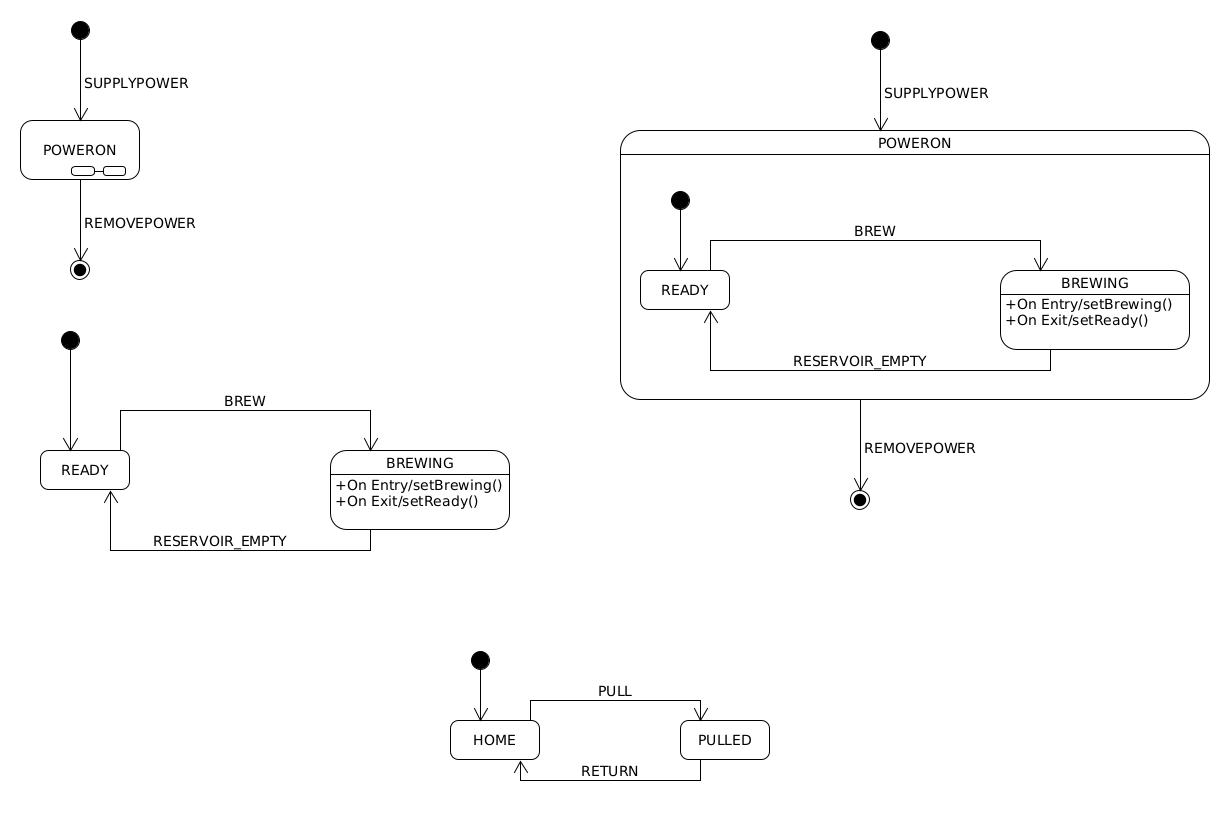 SUPPLYPOWER
POWERON
REMOVEPOWER
BREW
READY
BREWING
+On Entry/setBrewing()
+On Exit/setReady()
RESERVOIR_EMPTY
SUPPLYPOWER
POWERON
BREW
READY
BREWING
+On Entry/setBrewing()
+On Exit/setReady()
RESERVOIR_EMPTY
REMOVEPOWER
PULL
HOME
PULLED
RETURN